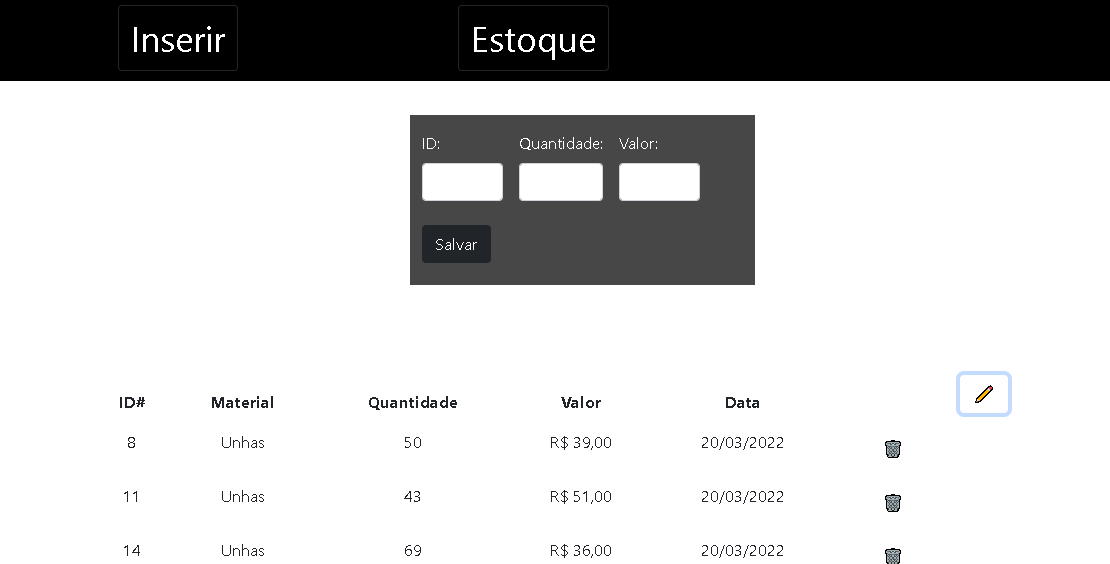 Inserir Estoque
ID: Quantidade: Valor:
Salvar
ID# Material Quantidade Valor Data
8 Unhas 50 R$ 39,00 20/03/2022
11 Unhas 43 R$ 51,00 20/03/2022
14 Unhas 69 R$ 36,00 20/03/2022